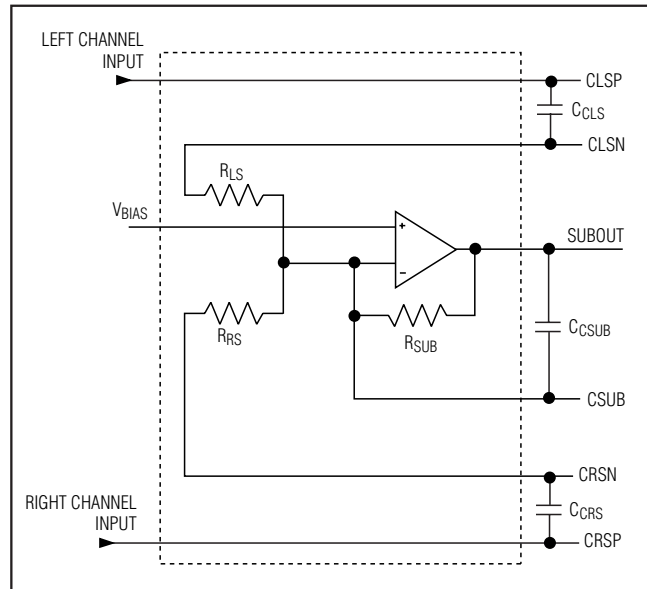 LEFT CHANNEL
INPUT
CLSP
CCLS
CLSN
RLS
VBIAS
+
SUBOUT
−
RRS
RSUB
CCSUB
CSUB
CRSN
RIGHT CHANNEL
INPUT
CCRS
CRSP